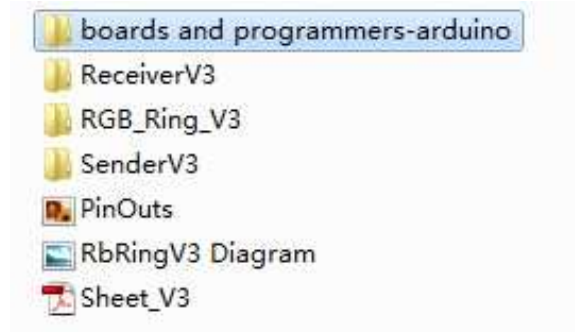 boards and programmers-arduino
ReceiverV3
RGB_Ring_V3
SenderV3
PinOuts
RbRingV3 Diagram
Sheet_V3